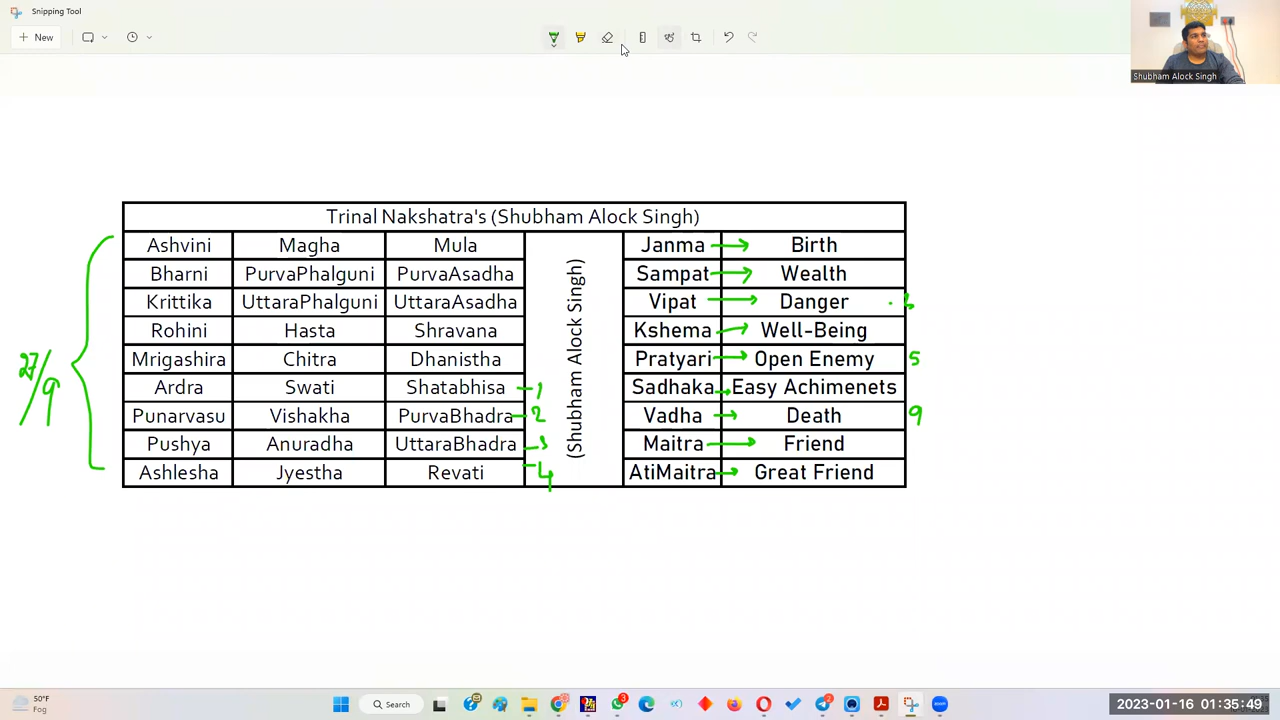 Snipping Tool
New
Shubham Alock Singh
Trinal Nakshatra's (Shubham Alock Singh)
Ashvini Magha Mula Janma → Birth
Bharni PurvaPhalguni PurvaAsadha Sampat → Wealth
Krittika UttaraPhalguni UttaraAsadha Vipat → Danger 3
Rohini Hasta Shravana Kshema → Well-Being
Mrigashira Chitra Dhanistha Pratyari → Open Enemy 5
Ardra Swati Shatabhisa 1 Sadhaka → Easy Achimenets
Punarvasu Vishakha PurvaBhadra 2 Vadha → Death 9
Pushya Anuradha UttaraBhadra 3 Maitra → Friend
Ashlesha Jyestha Revati 4 AtiMaitra → Great Friend
(Shubham Alock Singh)
27/9
50°F
Fog
Search
2023-01-16 01:35:49